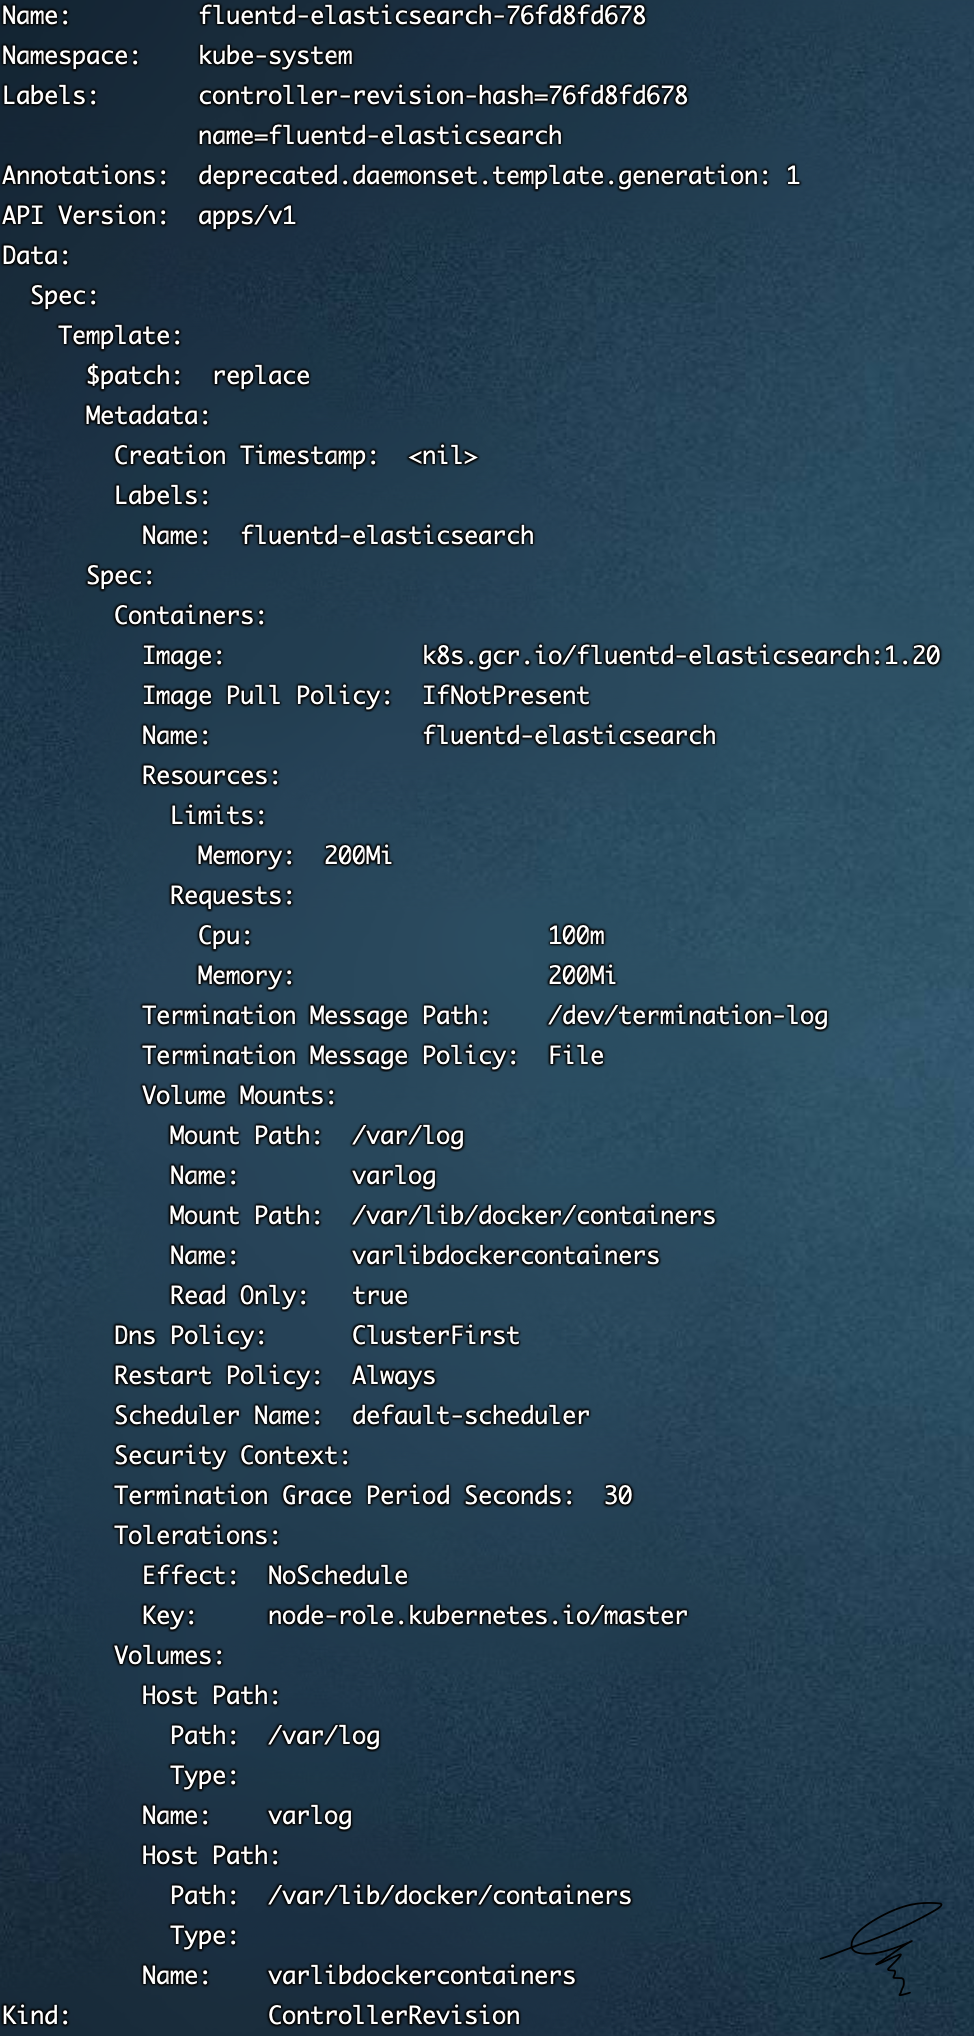 Name:         fluentd-elasticsearch-76fd8fd678
Namespace:    kube-system
Labels:       controller-revision-hash=76fd8fd678
              name=fluentd-elasticsearch
Annotations:  deprecated.daemonset.template.generation: 1
API Version:  apps/v1
Data:
  Spec:
    Template:
      $patch:  replace
      Metadata:
        Creation Timestamp:  <nil>
        Labels:
          Name:  fluentd-elasticsearch
      Spec:
        Containers:
          Image:              k8s.gcr.io/fluentd-elasticsearch:1.20
          Image Pull Policy:  IfNotPresent
          Name:               fluentd-elasticsearch
          Resources:
            Limits:
              Memory:  200Mi
            Requests:
              Cpu:                     100m
              Memory:                  200Mi
          Termination Message Path:    /dev/termination-log
          Termination Message Policy:  File
          Volume Mounts:
            Mount Path:  /var/log
            Name:        varlog
            Mount Path:  /var/lib/docker/containers
            Name:        varlibdockercontainers
            Read Only:   true
        Dns Policy:      ClusterFirst
        Restart Policy:  Always
        Scheduler Name:  default-scheduler
        Security Context:
        Termination Grace Period Seconds:  30
        Tolerations:
          Effect:  NoSchedule
          Key:     node-role.kubernetes.io/master
        Volumes:
          Host Path:
            Path:  /var/log
            Type:
          Name:    varlog
          Host Path:
            Path:  /var/lib/docker/containers
            Type:
          Name:    varlibdockercontainers
Kind:              ControllerRevision